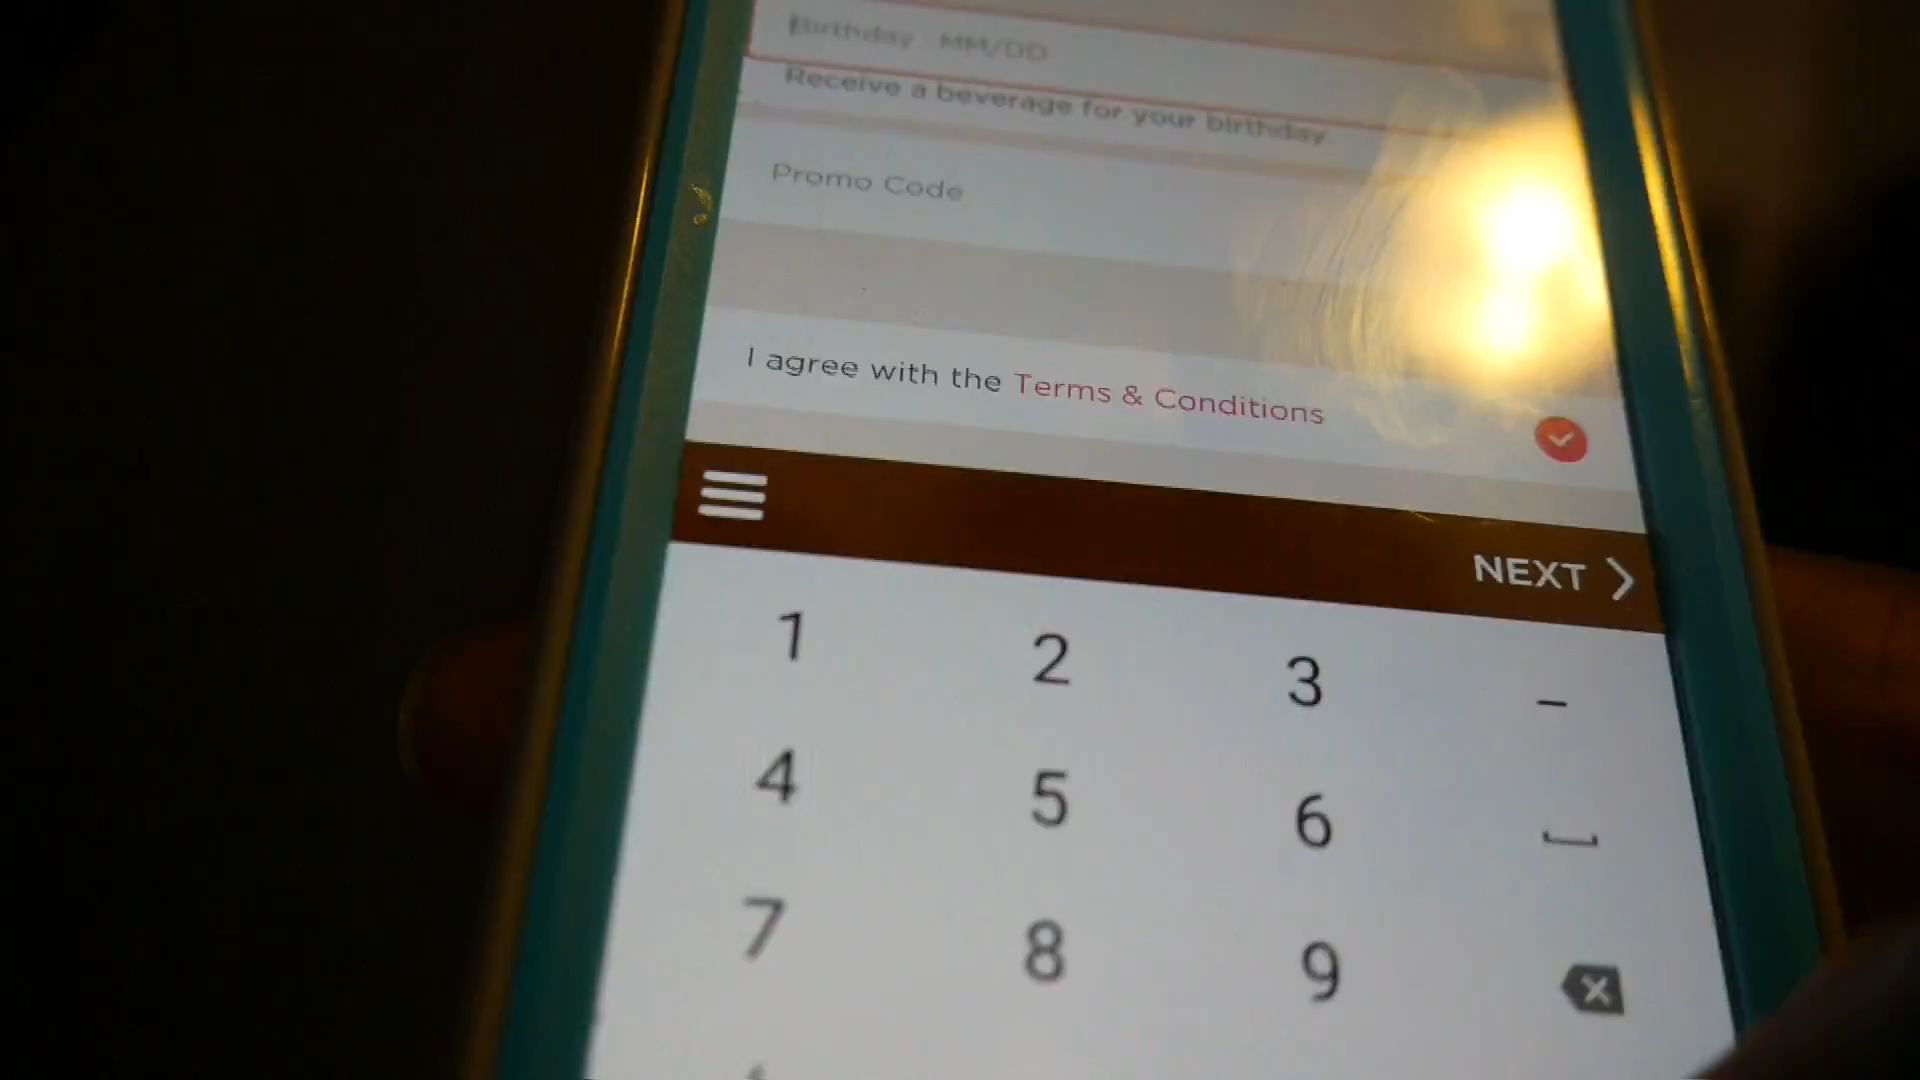 Birthday MM/DD
Receive a beverage for your birthday.
Promo Code
I agree with the Terms & Conditions
NEXT
1 2 3 -
4 5 6
7 8 9